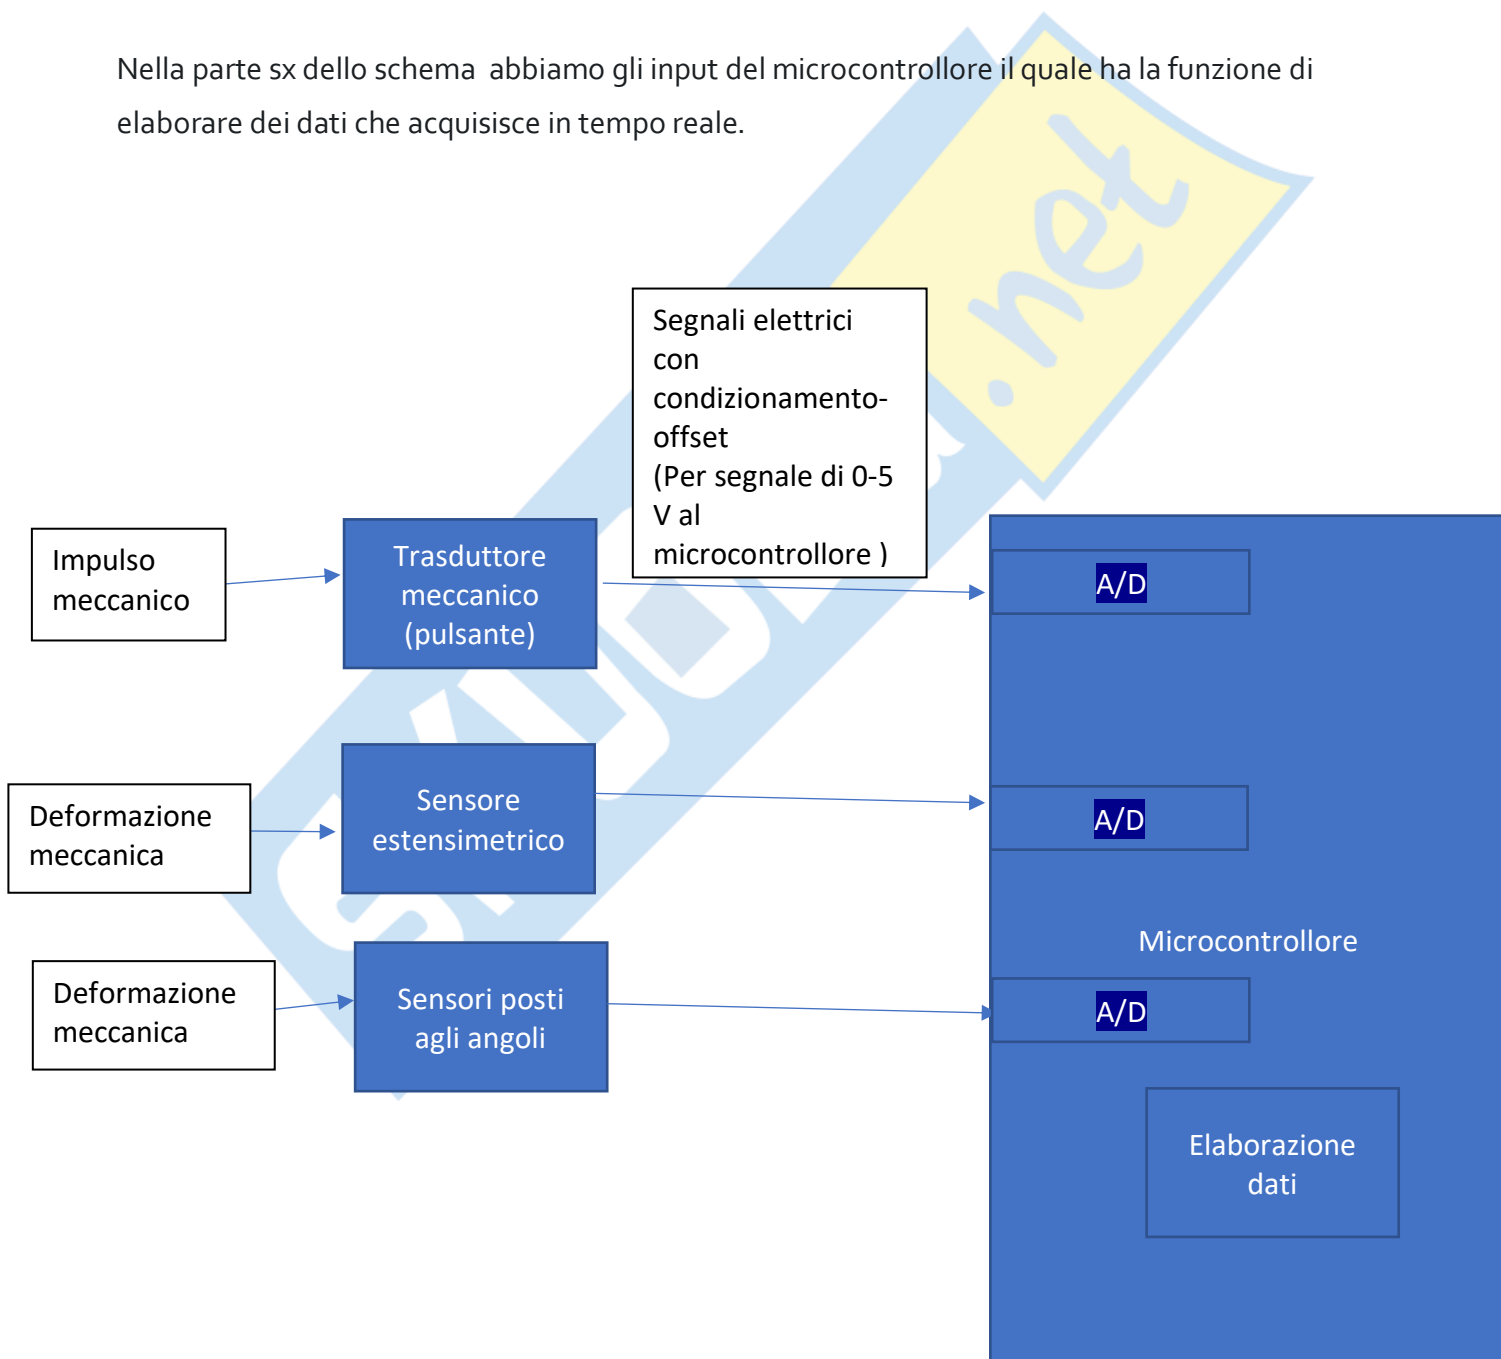 Nella parte sx dello schema abbiamo gli input del microcontrollore il quale ha la funzione di
elaborare dei dati che acquisisce in tempo reale.
Segnali elettrici
con
condizionamento-
offset
(Per segnale di 0-5
V al
microcontrollore )
Impulso
meccanico
Trasduttore
meccanico
(pulsante)
A/D
Deformazione
meccanica
Sensore
estensimetrico
A/D
Microcontrollore
Deformazione
meccanica
Sensori posti
agli angoli
A/D
Elaborazione
dati
.net